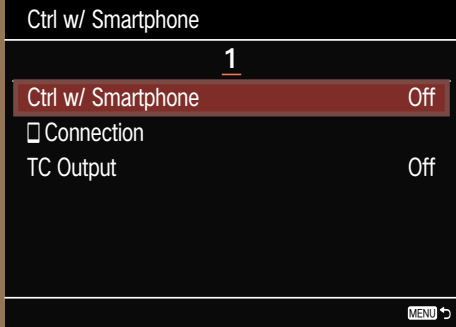 Ctrl w/ Smartphone
1
Ctrl w/ Smartphone Off
Connection
TC Output Off
MENU